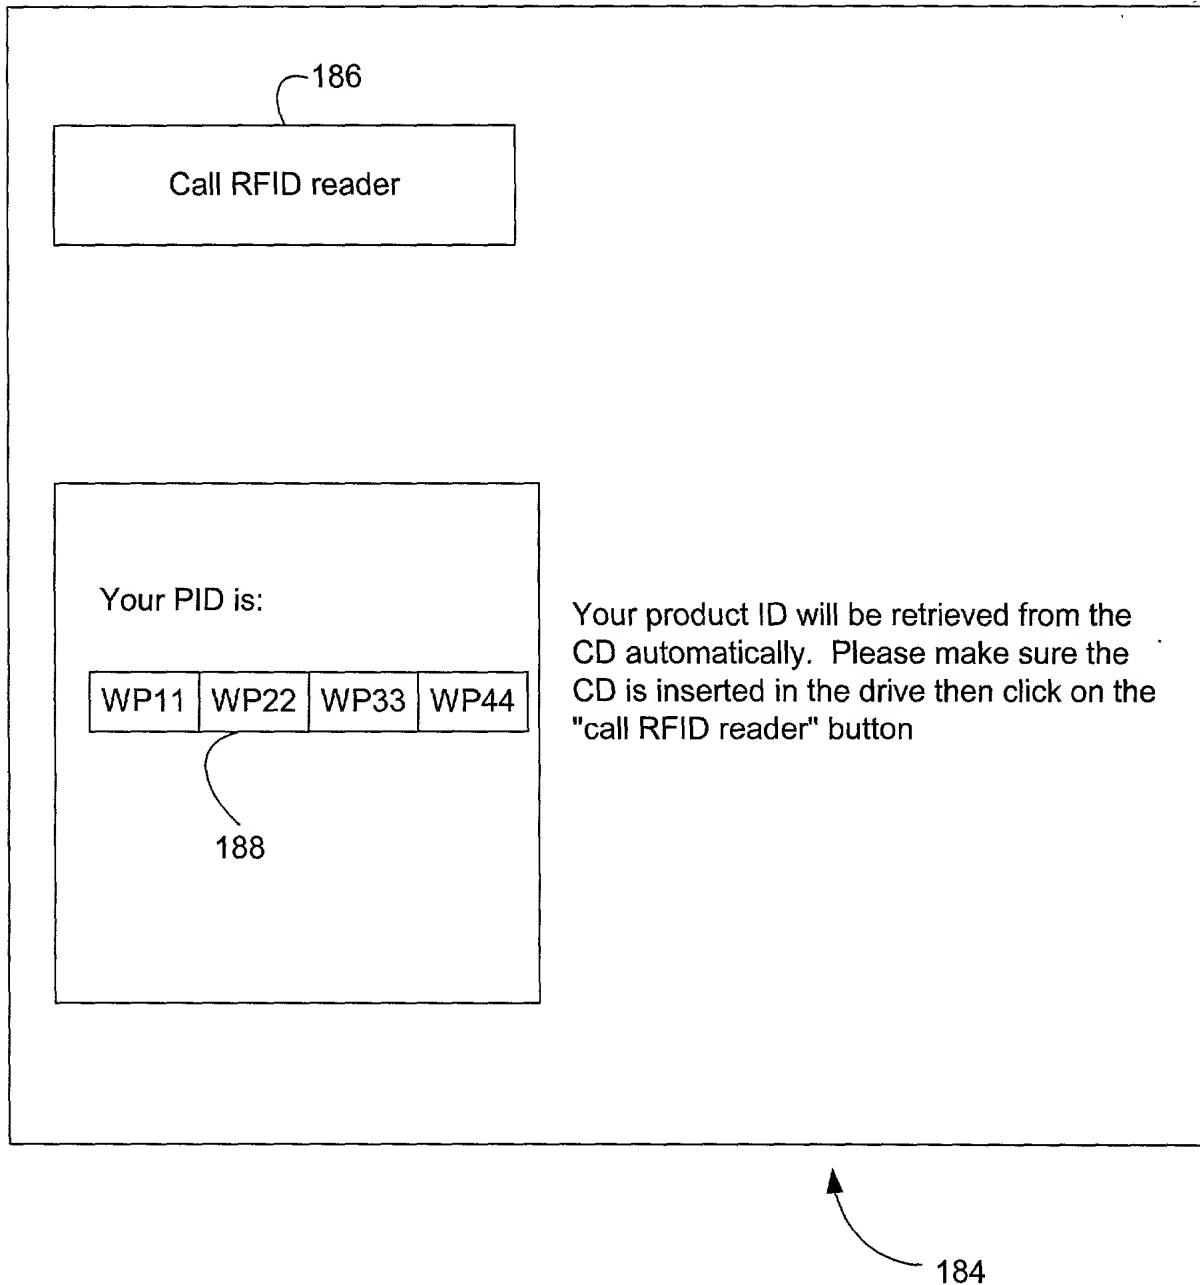 186
Call RFID reader
Your PID is:
WP11 WP22 WP33 WP44
188
Your product ID will be retrieved from the
CD automatically.  Please make sure the
CD is inserted in the drive then click on the
"call RFID reader" button
184